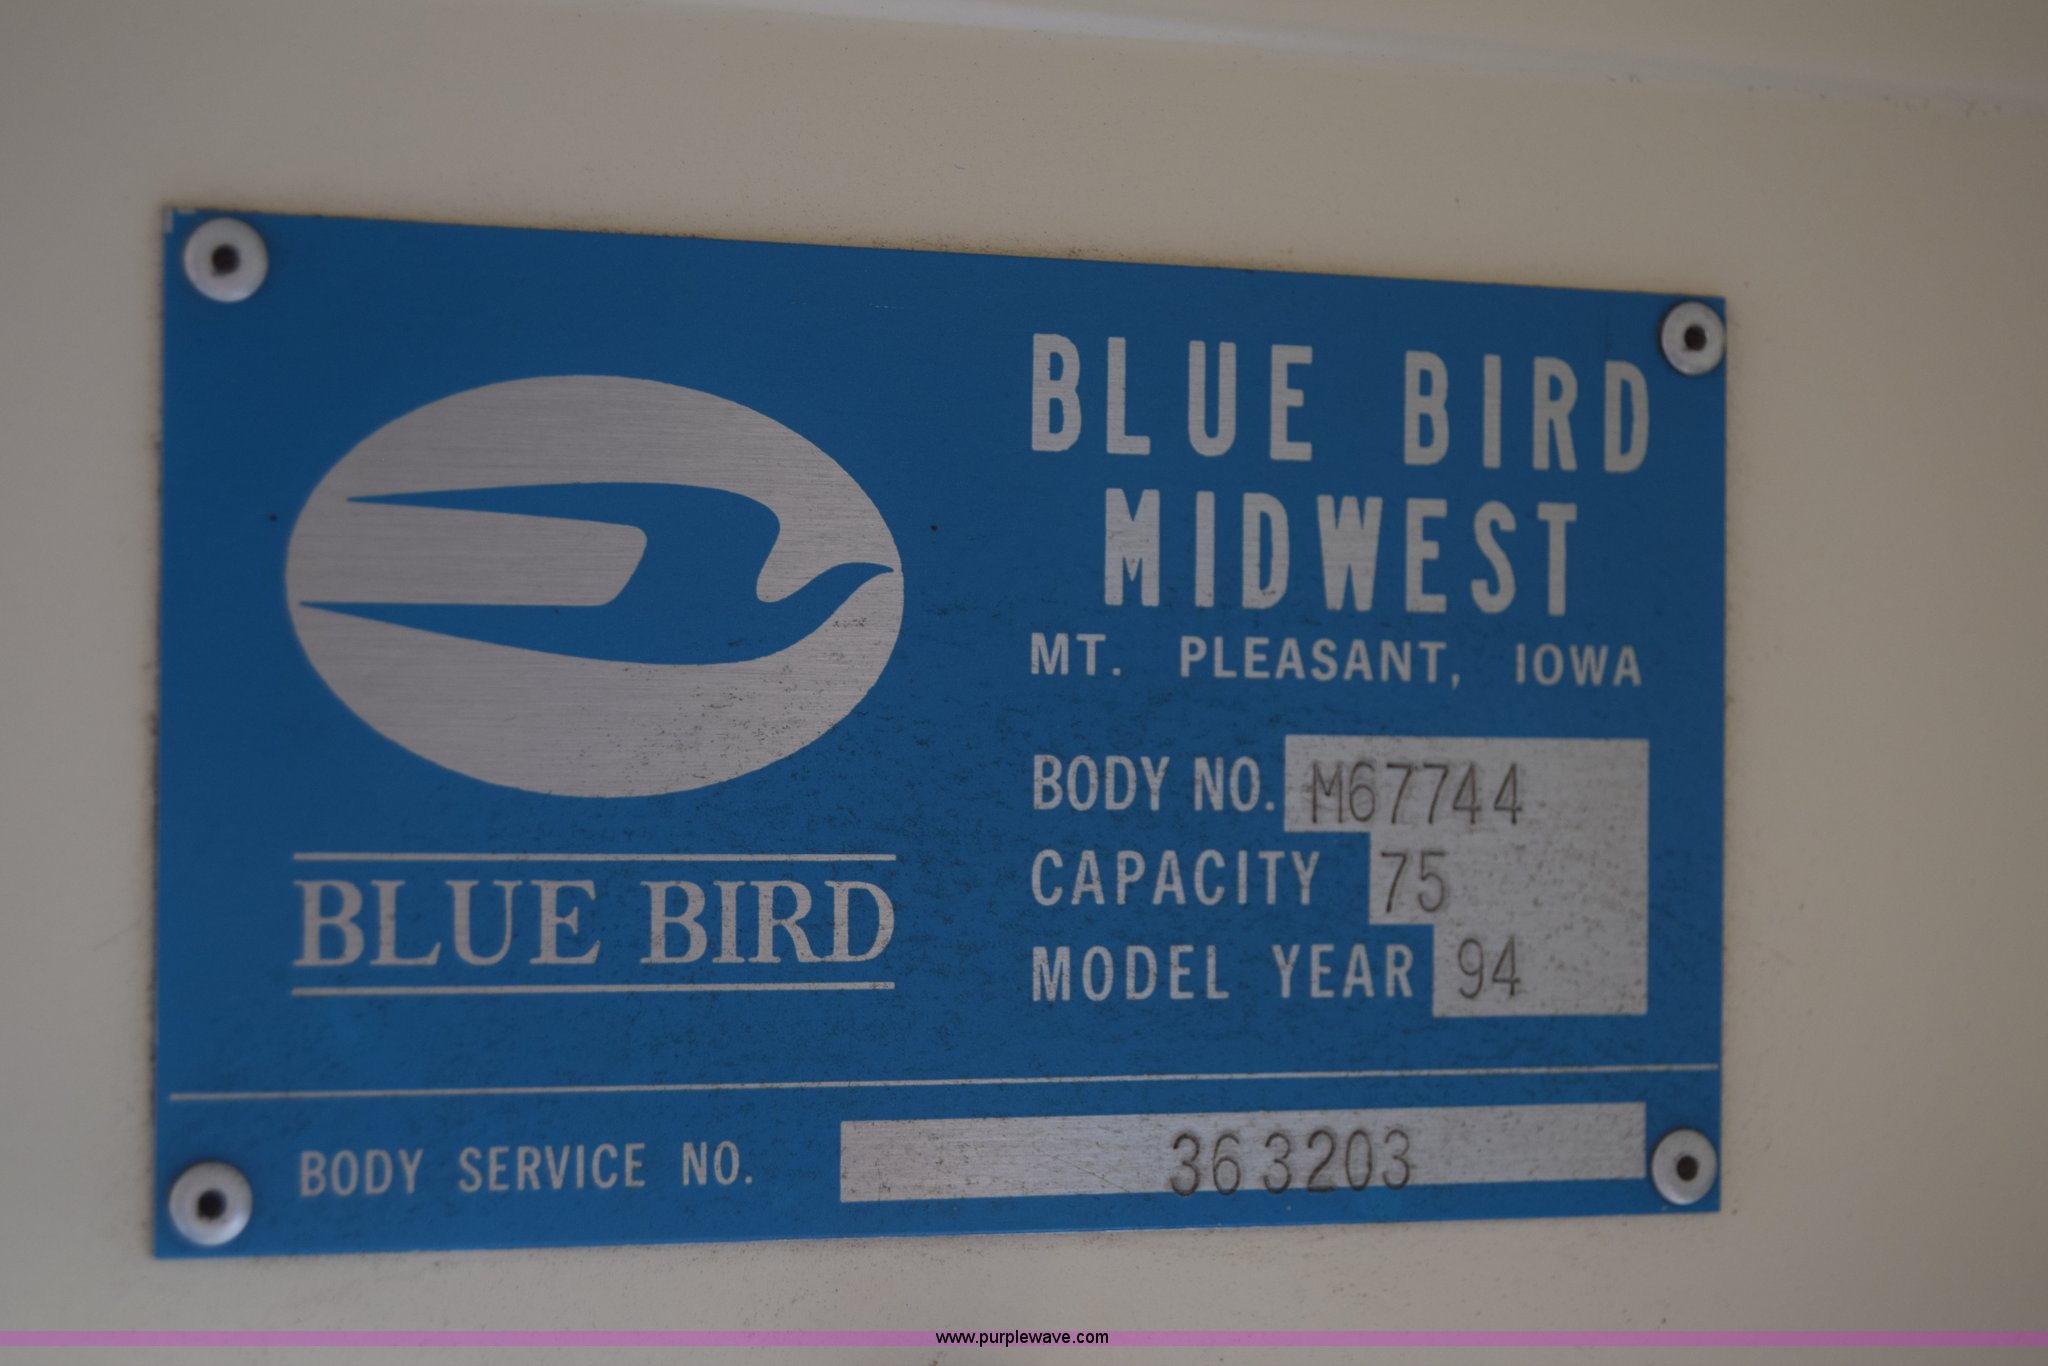 BLUE BIRD
MIDWEST
MT. PLEASANT, IOWA
BODY NO. M67744
CAPACITY 75
MODEL YEAR 94
BLUE BIRD
BODY SERVICE NO. 363203
www.purplewave.com